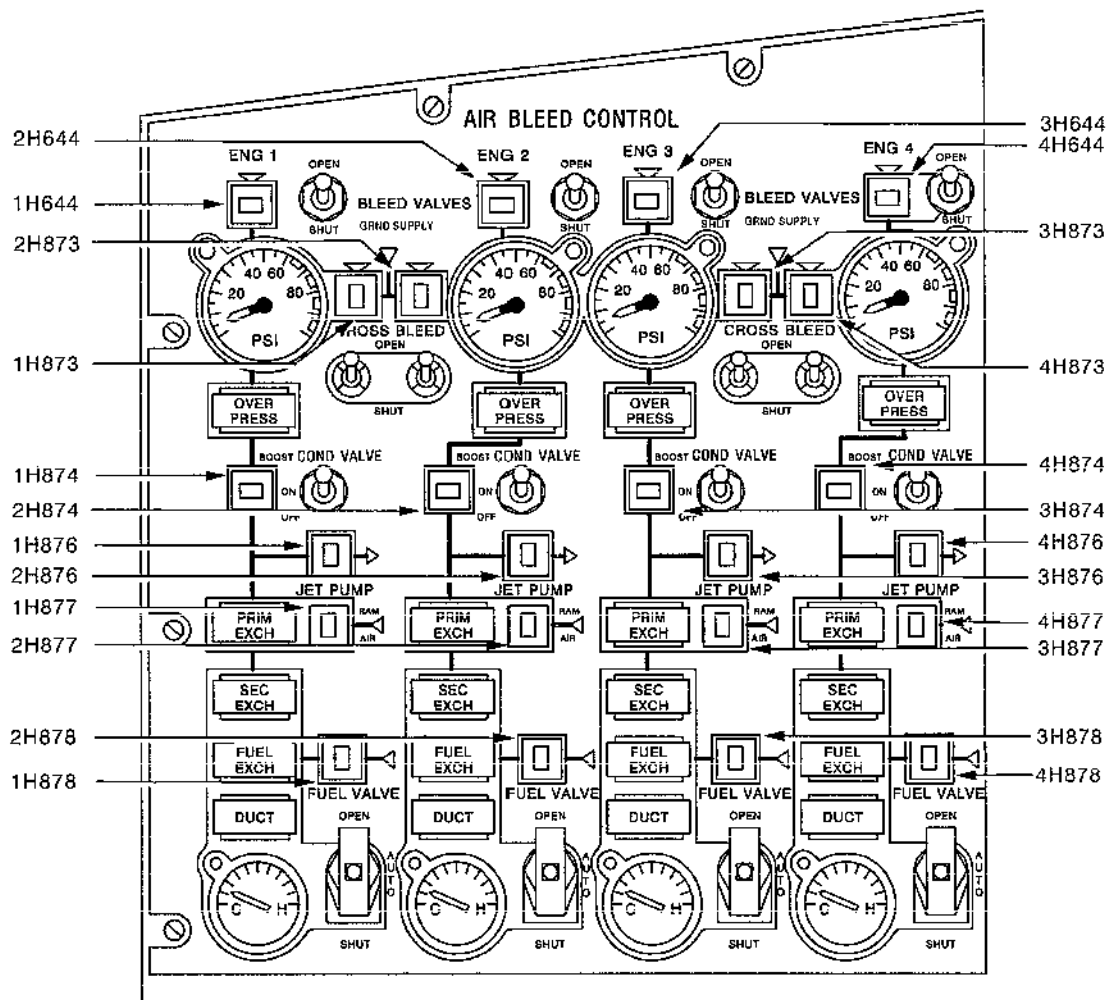 AIR BLEED CONTROL
2H644
3H644
4H644
ENG 1
ENG 2
ENG 3
ENG 4
OPEN
OPEN
OPEN
OPEN
1H644
BLEED VALVES
BLEED VALVES
SHUT
GRND SUPPLY
SHUT
SHUT
GRND SUPPLY
SHUT
2H873
3H873
20 40 60 80
PSI
20 40 60 80
PSI
20 40 60 80
PSI
20 40 60 80
PSI
CROSS BLEED
CROSS BLEED
OPEN
OPEN
1H873
4H873
SHUT
SHUT
OVER
PRESS
OVER
PRESS
OVER
PRESS
OVER
PRESS
BOOST COND VALVE
BOOST COND VALVE
BOOST COND VALVE
BOOST COND VALVE
1H874
4H874
ON
ON
ON
ON
2H874
3H874
OFF
OFF
OFF
OFF
1H876
4H876
2H876
3H876
JET PUMP
JET PUMP
JET PUMP
JET PUMP
1H877
4H877
PRIM
EXCH
RAM
AIR
PRIM
EXCH
RAM
AIR
PRIM
EXCH
RAM
AIR
PRIM
EXCH
RAM
AIR
2H877
3H877
SEC
EXCH
SEC
EXCH
SEC
EXCH
SEC
EXCH
2H878
3H878
FUEL
EXCH
FUEL
EXCH
FUEL
EXCH
FUEL
EXCH
1H878
4H878
FUEL VALVE
FUEL VALVE
FUEL VALVE
FUEL VALVE
DUCT
DUCT
DUCT
DUCT
OPEN
OPEN
OPEN
OPEN
AUTO
AUTO
AUTO
AUTO
C H
C H
C H
C H
SHUT
SHUT
SHUT
SHUT